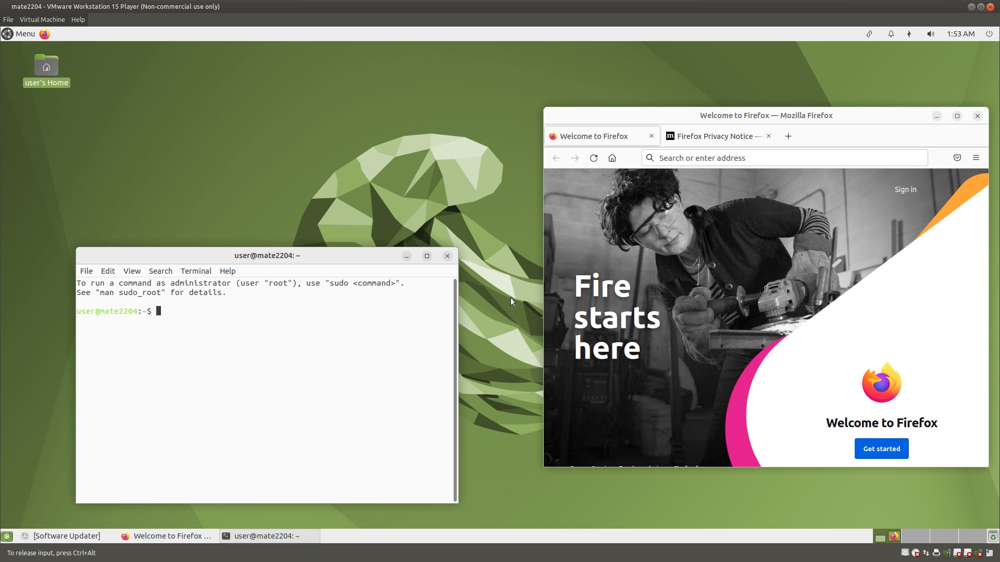 mate2204 - VMware Workstation 15 Player (Non-commercial use only)
File Virtual Machine Help
Menu
1:53 AM
user's Home
Welcome to Firefox — Mozilla Firefox
Welcome to Firefox
Firefox Privacy Notice —
Search or enter address
Sign in
Fire
starts
here
Welcome to Firefox
Get started
user@mate2204: ~
File Edit View Search Terminal Help
To run a command as administrator (user "root"), use "sudo <command>".
See "man sudo_root" for details.
user@mate2204:~$
[Software Updater]
Welcome to Firefox ...
user@mate2204: ~
To release input, press Ctrl+Alt